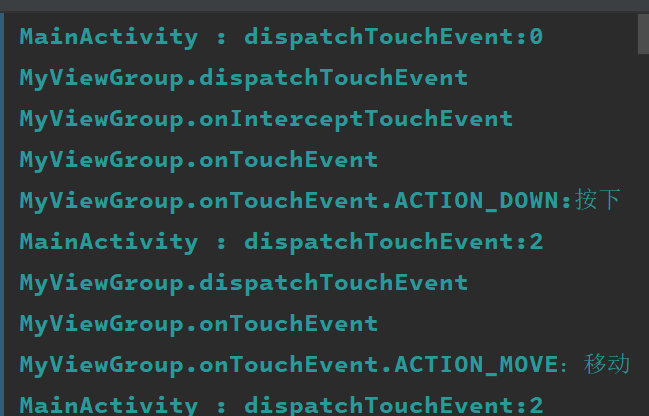 MainActivity : dispatchTouchEvent:0
MyViewGroup.dispatchTouchEvent
MyViewGroup.onInterceptTouchEvent
MyViewGroup.onTouchEvent
MyViewGroup.onTouchEvent.ACTION_DOWN:按下
MainActivity : dispatchTouchEvent:2
MyViewGroup.dispatchTouchEvent
MyViewGroup.onTouchEvent
MyViewGroup.onTouchEvent.ACTION_MOVE：移动
MainActivity : dispatchTouchEvent:2